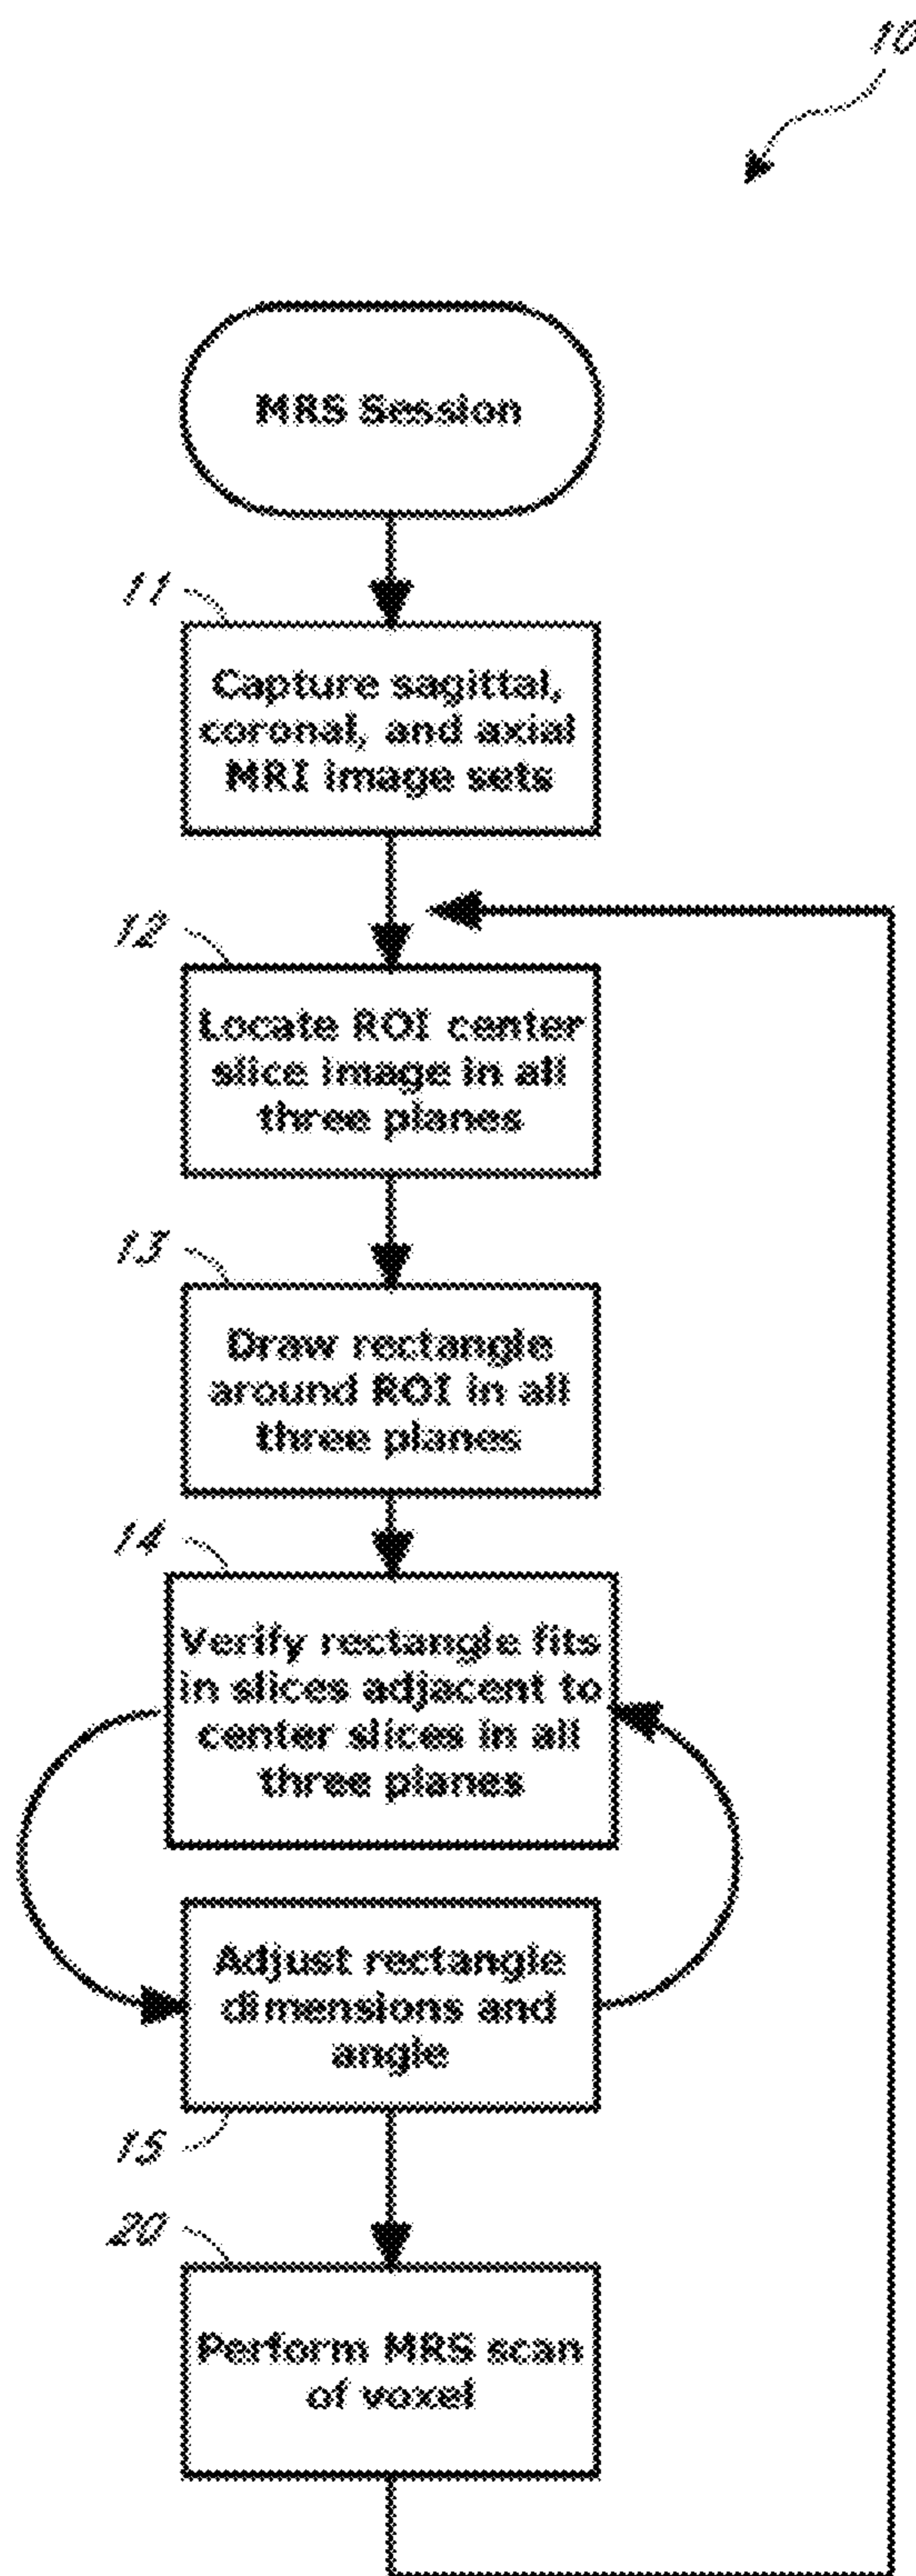 10
MRS Session
11
Capture sagittal,
coronal, and axial
MRI image sets
12
Locate ROI center
slice image in all
three planes
13
Draw rectangle
around ROI in all
three planes
14
Verify rectangle fits
in slices adjacent to
center slices in all
three planes
Adjust rectangle
dimensions and
angle
15
20
Perform MRS scan
of voxel